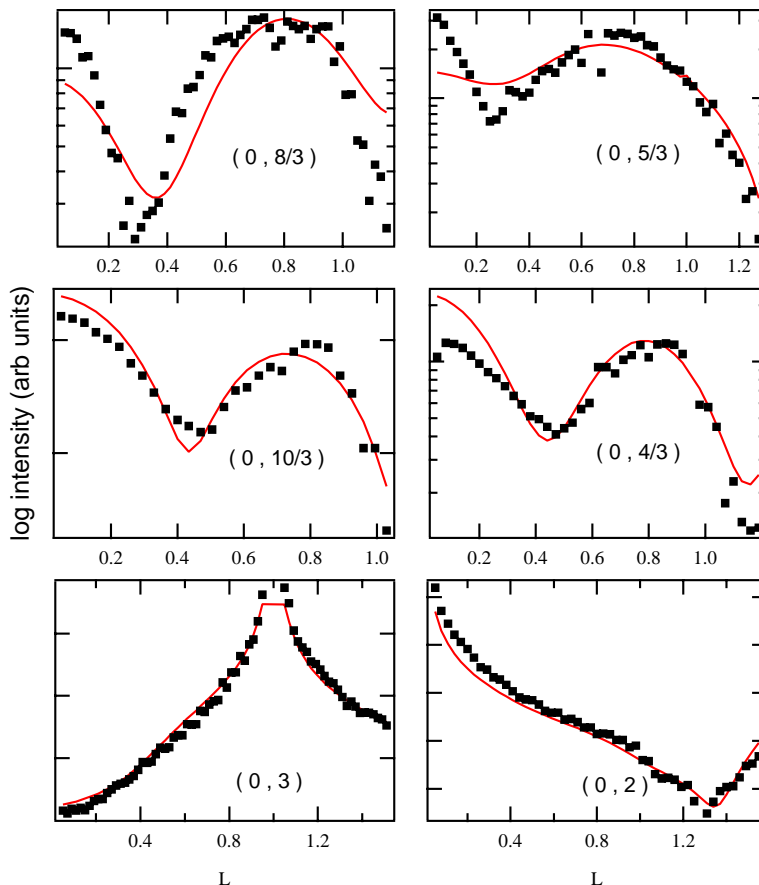 ( 0 , 8/3 )
0.2 0.4 0.6 0.8 1.0
( 0 , 5/3 )
0.2 0.4 0.6 0.8 1.0 1.2
log intensity (arb units)
( 0 , 10/3 )
0.2 0.4 0.6 0.8 1.0
( 0 , 4/3 )
0.2 0.4 0.6 0.8 1.0
( 0 , 3 )
0.4 0.8 1.2
L
( 0 , 2 )
0.4 0.8 1.2
L